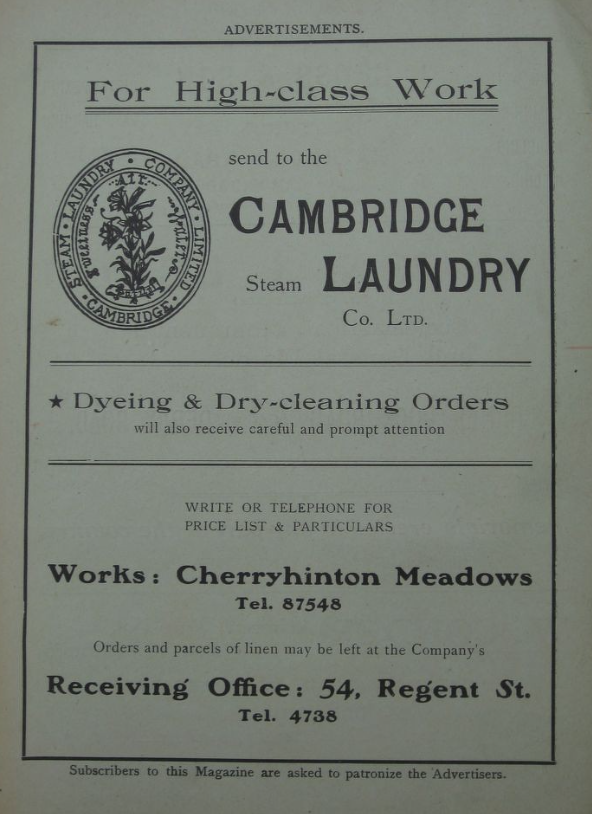 ADVERTISEMENTS.
For High-class Work
send to the
STEAM · LAUNDRY · COMPANY · LIMITED
· CAMBRIDGE ·
CAMBRIDGE
Steam LAUNDRY
Co. LTD.
★ Dyeing & Dry-cleaning Orders
will also receive careful and prompt attention
WRITE OR TELEPHONE FOR
PRICE LIST & PARTICULARS
Works: Cherryhinton Meadows
Tel. 87548
Orders and parcels of linen may be left at the Company's
Receiving Office: 54, Regent St.
Tel. 4738
Subscribers to this Magazine are asked to patronize the Advertisers.